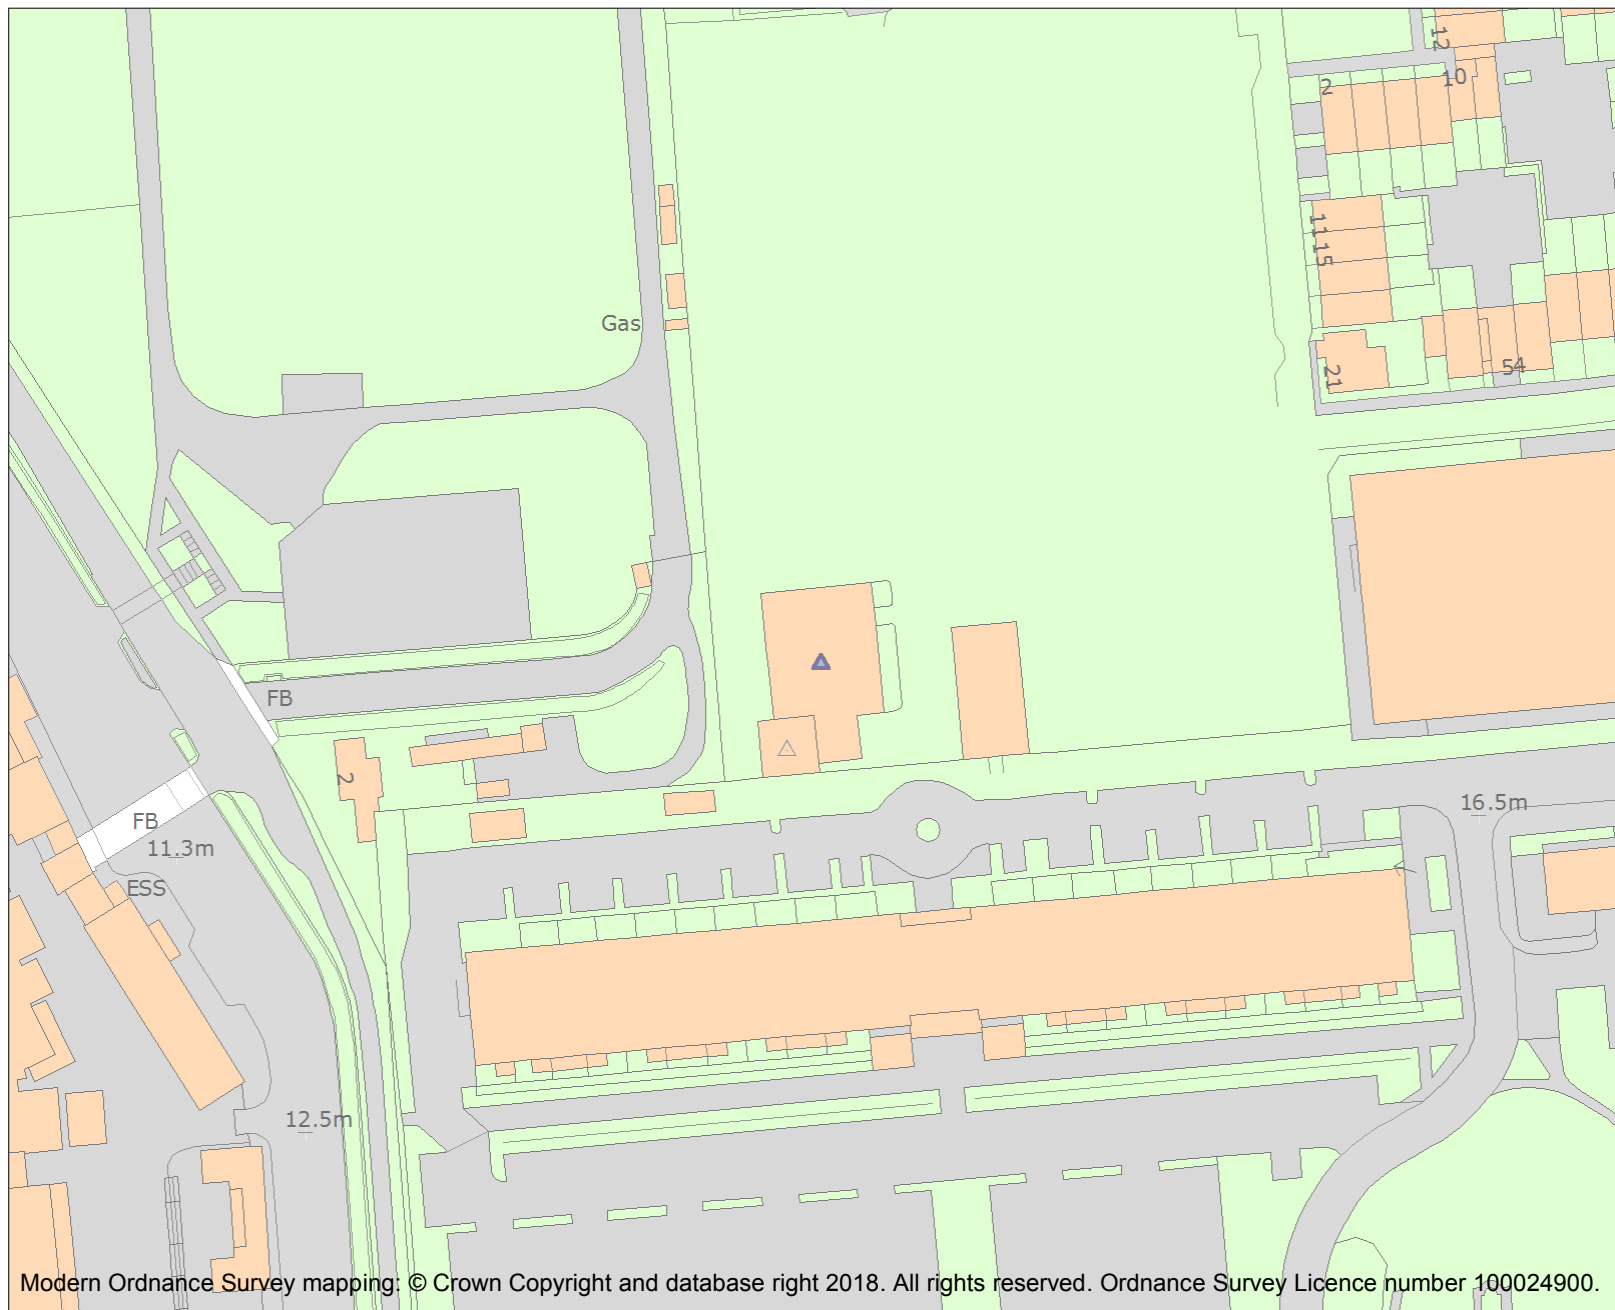 12
10
2
11
15
Gas
21
54
FB
2
16.5m
FB
11.3m
ESS
12.5m
Modern Ordnance Survey mapping: © Crown Copyright and database right 2018. All rights reserved. Ordnance Survey Licence number 100024900.